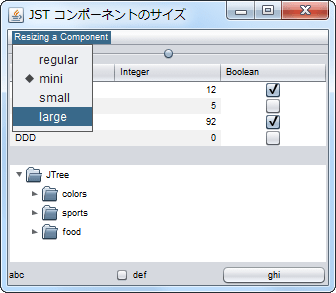 JST コンポーネントのサイズ
Resizing a Component
regular
mini
small
large
Integer Boolean
12
5
92
DDD 0
JTree
colors
sports
food
abc def ghi